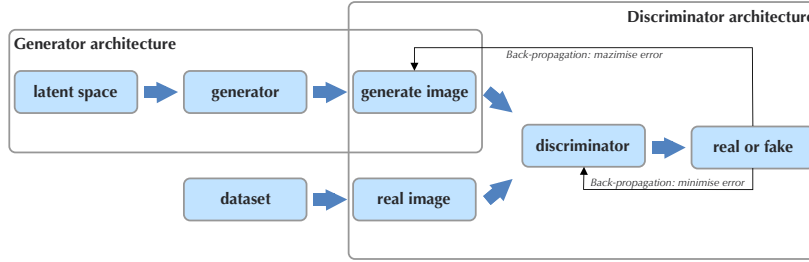 Discriminator architecture
Generator architecture
Back-propagation: mazimise error
latent space
generator
generate image
discriminator
real or fake
Back-propagation: minimise error
dataset
real image